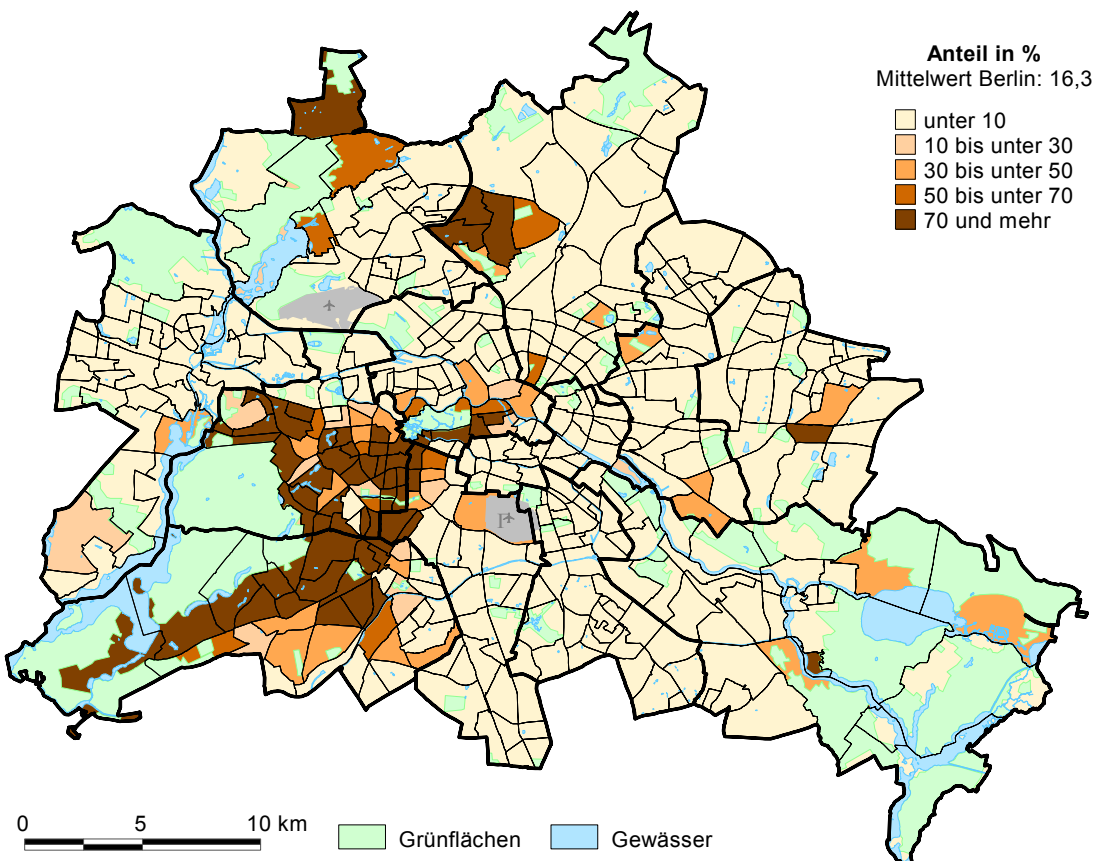 Anteil in %
Mittelwert Berlin: 16,3
unter 10
10 bis unter 30
30 bis unter 50
50 bis unter 70
70 und mehr
0 5 10 km
Grünflächen Gewässer